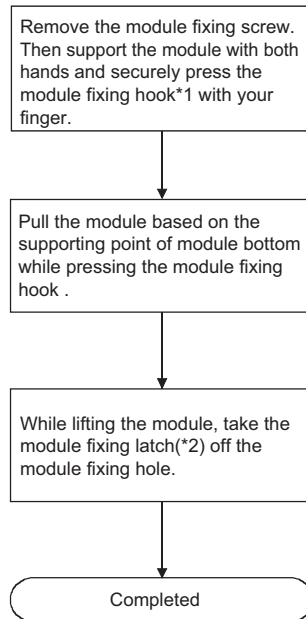 Remove the module fixing screw.
Then support the module with both
hands and securely press the
module fixing hook*1 with your
finger.
Pull the module based on the
supporting point of module bottom
while pressing the module fixing
hook .
While lifting the module, take the
module fixing latch(*2) off the
module fixing hole.
Completed